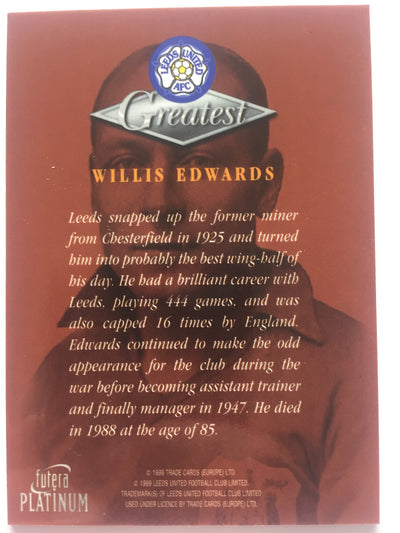 LEEDS UNITED
AFC
Greatest
WILLIS EDWARDS
Leeds snapped up the former miner
from Chesterfield in 1925 and turned
him into probably the best wing-half of
his day. He had a brilliant career with
Leeds, playing 444 games, and was
also capped 16 times by England.
Edwards continued to make the odd
appearance for the club during the
war before becoming assistant trainer
and finally manager in 1947. He died
in 1988 at the age of 85.
futera
PLATINUM
© 1999 TRADE CARDS (EUROPE) LTD.
© 1999 LEEDS UNITED FOOTBALL CLUB LIMITED.
TRADEMARK(S) OF LEEDS UNITED FOOTBALL CLUB LIMITED
USED UNDER LICENCE BY TRADE CARDS (EUROPE) LTD.